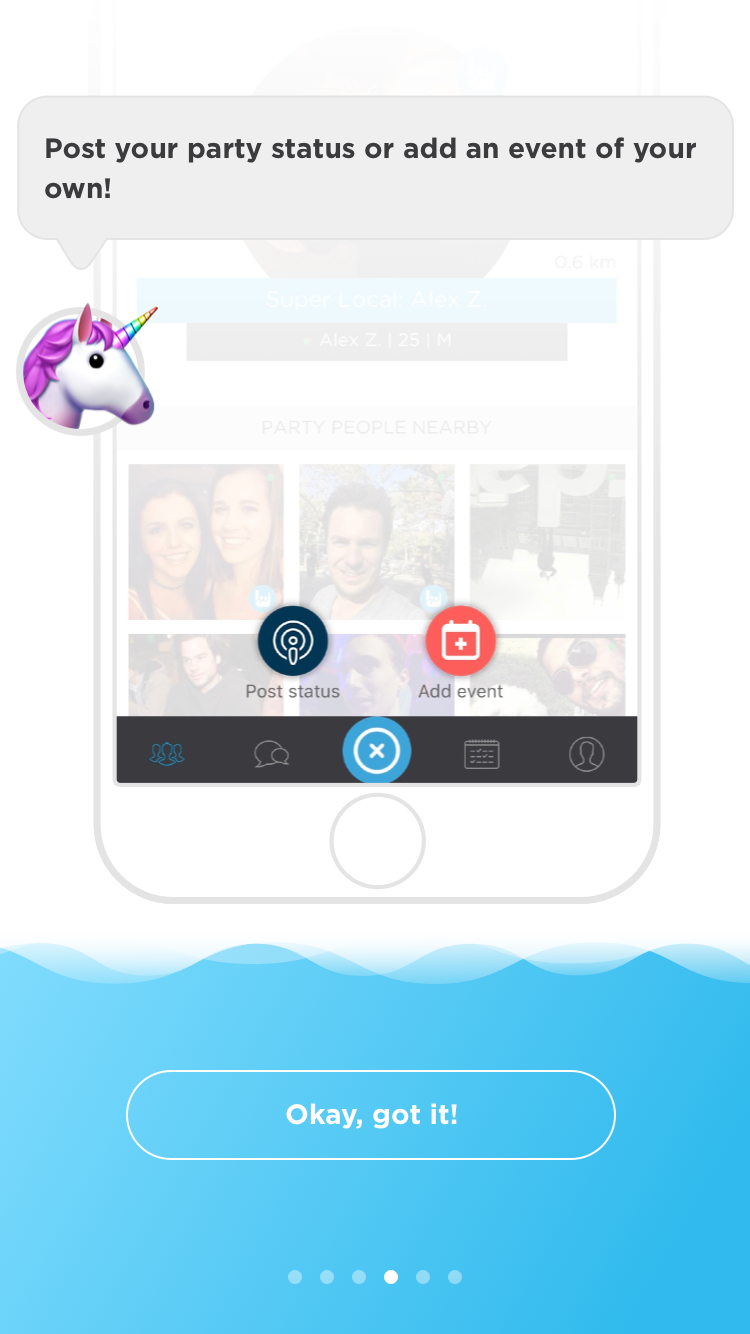 Post your party status or add an event of your
own!
0.6 km
Super Local: Alex Z.
Alex Z. | 25 | M
PARTY PEOPLE NEARBY
ep.
Post status
Add event
Okay, got it!